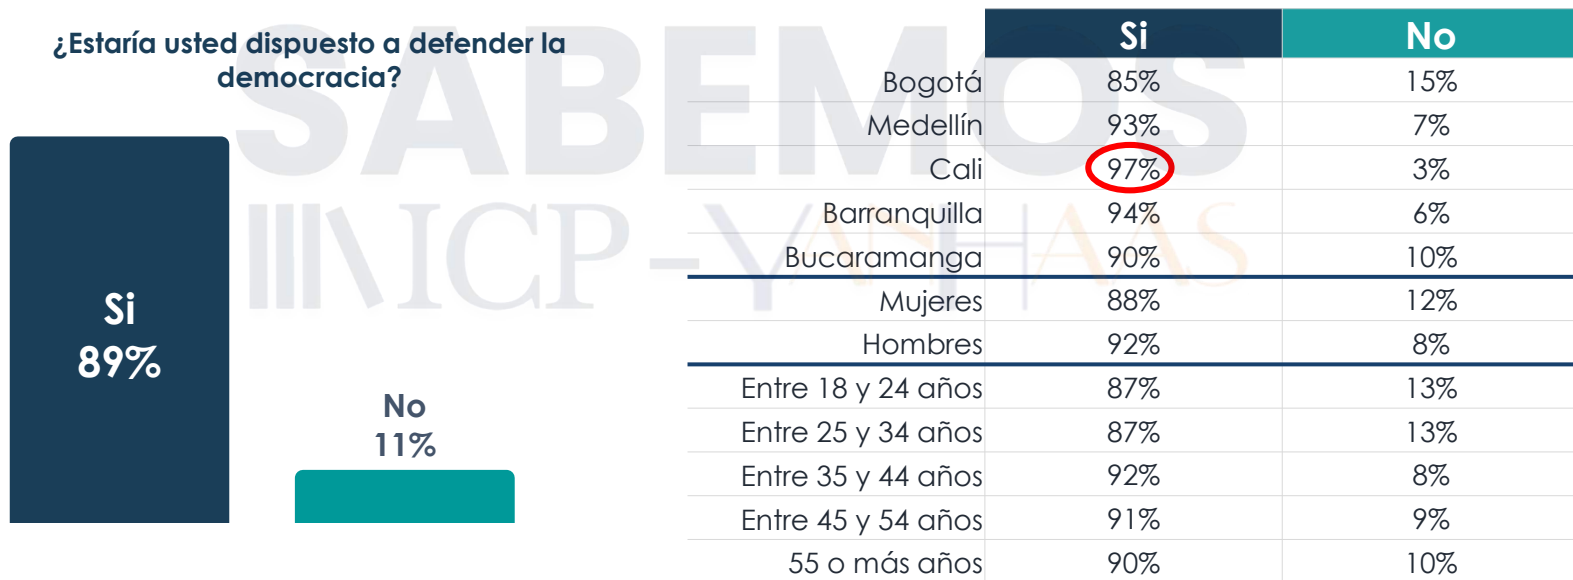 ¿Estaría usted dispuesto a defender la
democracia?
Si
89%
No
11%
SABEMOS
ICP - YANHAAS
Si No
Bogotá 85% 15%
Medellín 93% 7%
Cali 97% 3%
Barranquilla 94% 6%
Bucaramanga 90% 10%
Mujeres 88% 12%
Hombres 92% 8%
Entre 18 y 24 años 87% 13%
Entre 25 y 34 años 87% 13%
Entre 35 y 44 años 92% 8%
Entre 45 y 54 años 91% 9%
55 o más años 90% 10%